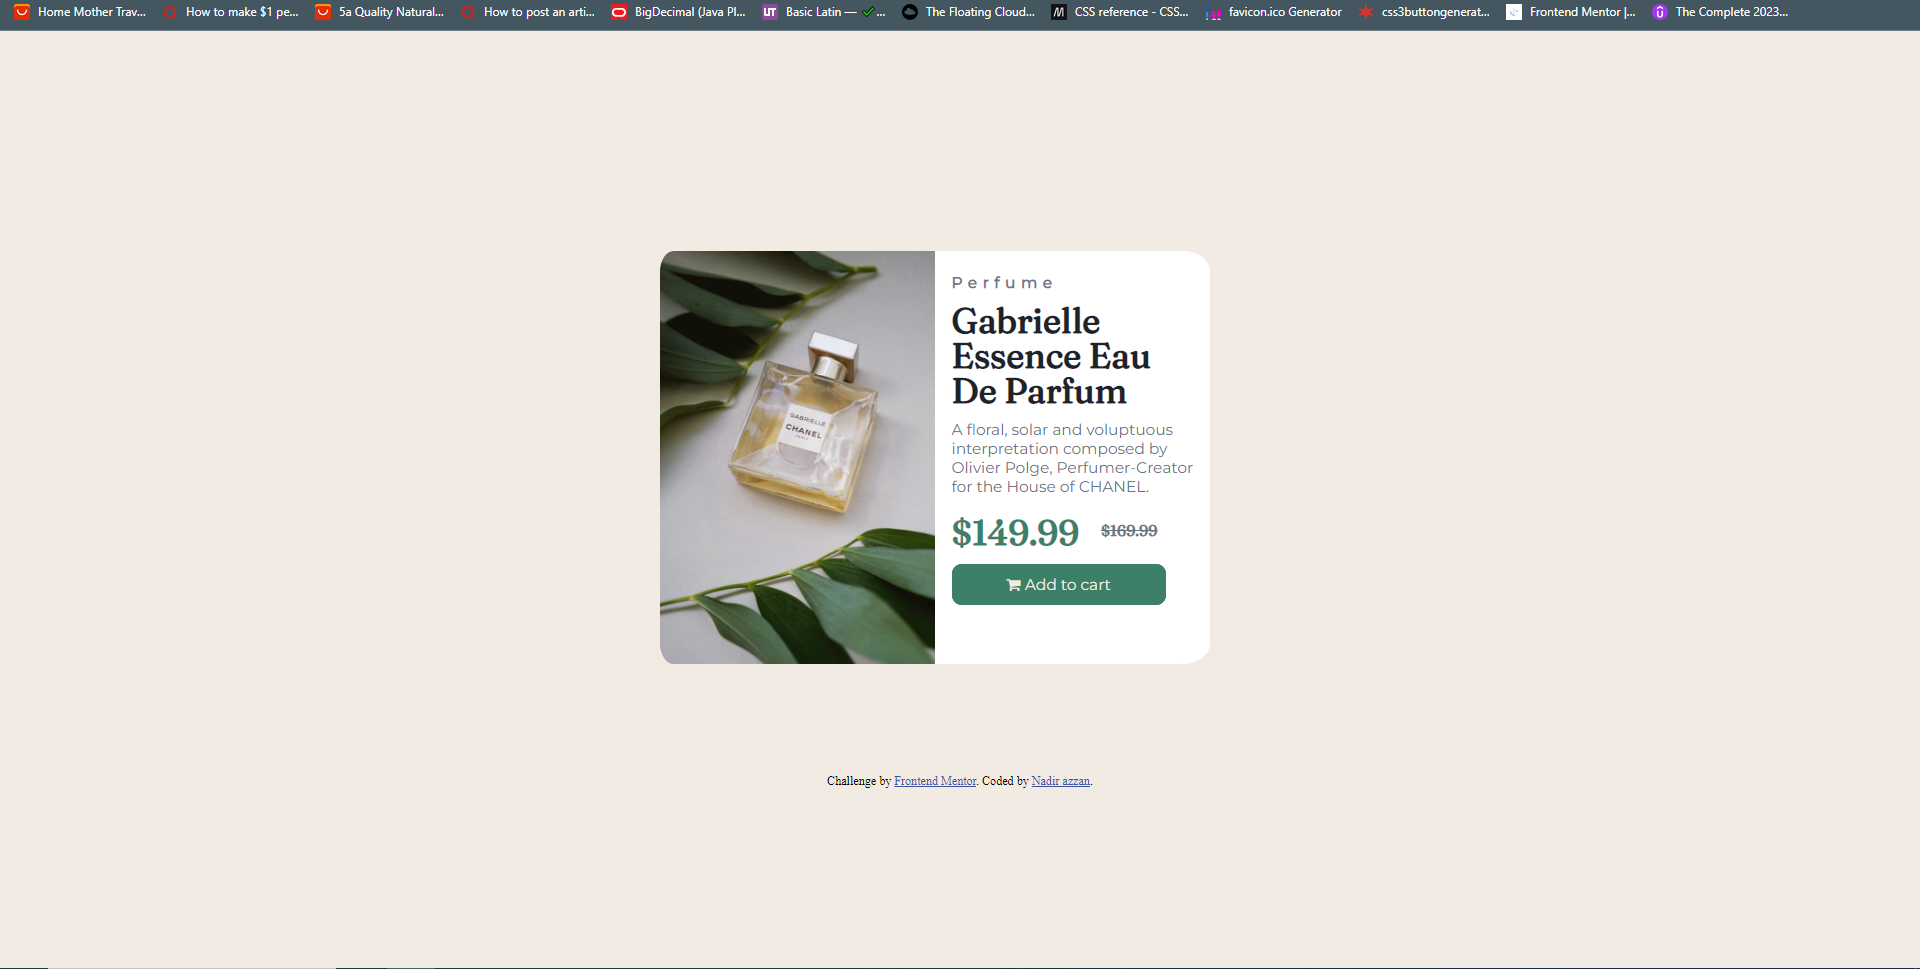 Home Mother Trav... How to make $1 pe... 5a Quality Natural... How to post an arti... BigDecimal (Java Pl... UT Basic Latin — ✅... The Floating Cloud... CSS reference - CSS... favicon.ico Generator css3buttongenerat... Frontend Mentor |... The Complete 2023...
GABRIELLE
CHANEL
Perfume
Gabrielle
Essence Eau
De Parfum
A floral, solar and voluptuous
interpretation composed by
Olivier Polge, Perfumer-Creator
for the House of CHANEL.
$149.99 $169.99
Add to cart
Challenge by Frontend Mentor. Coded by Nadir azzan.